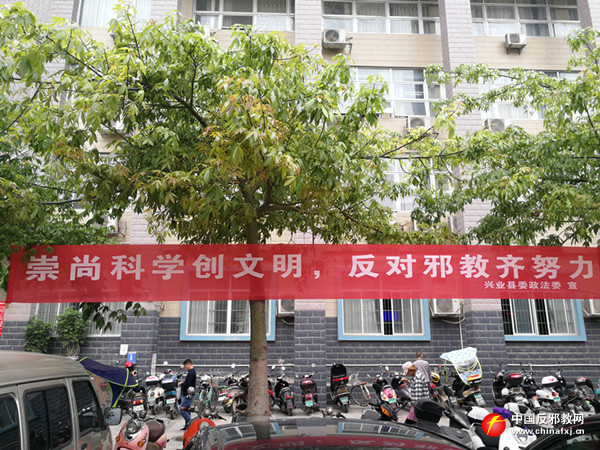 崇尚科学创文明，反对邪教齐努力
兴业县委政法委 宣
中国反邪教网
www.chinafxj.cn